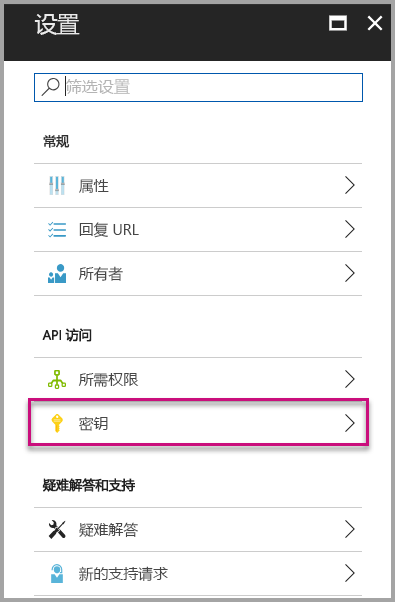 设置
筛选设置
常规
属性
回复 URL
所有者
API 访问
所需权限
密钥
疑难解答和支持
疑难解答
新的支持请求